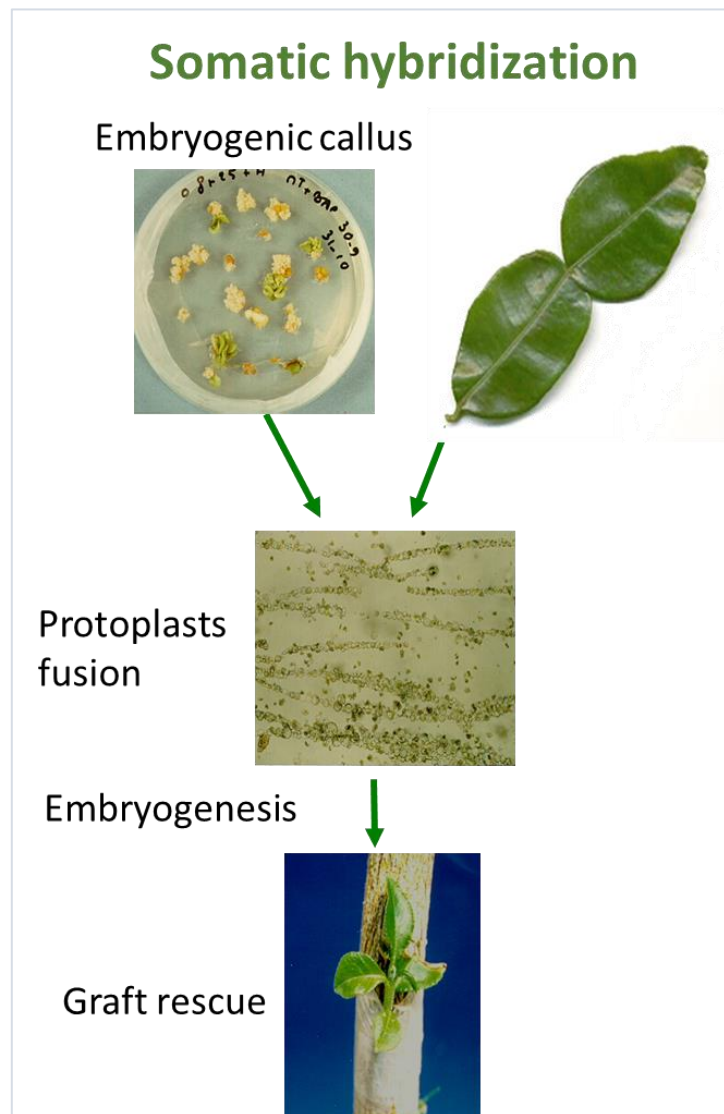 Somatic hybridization
Embryogenic callus
Protoplasts
fusion
Embryogenesis
Graft rescue